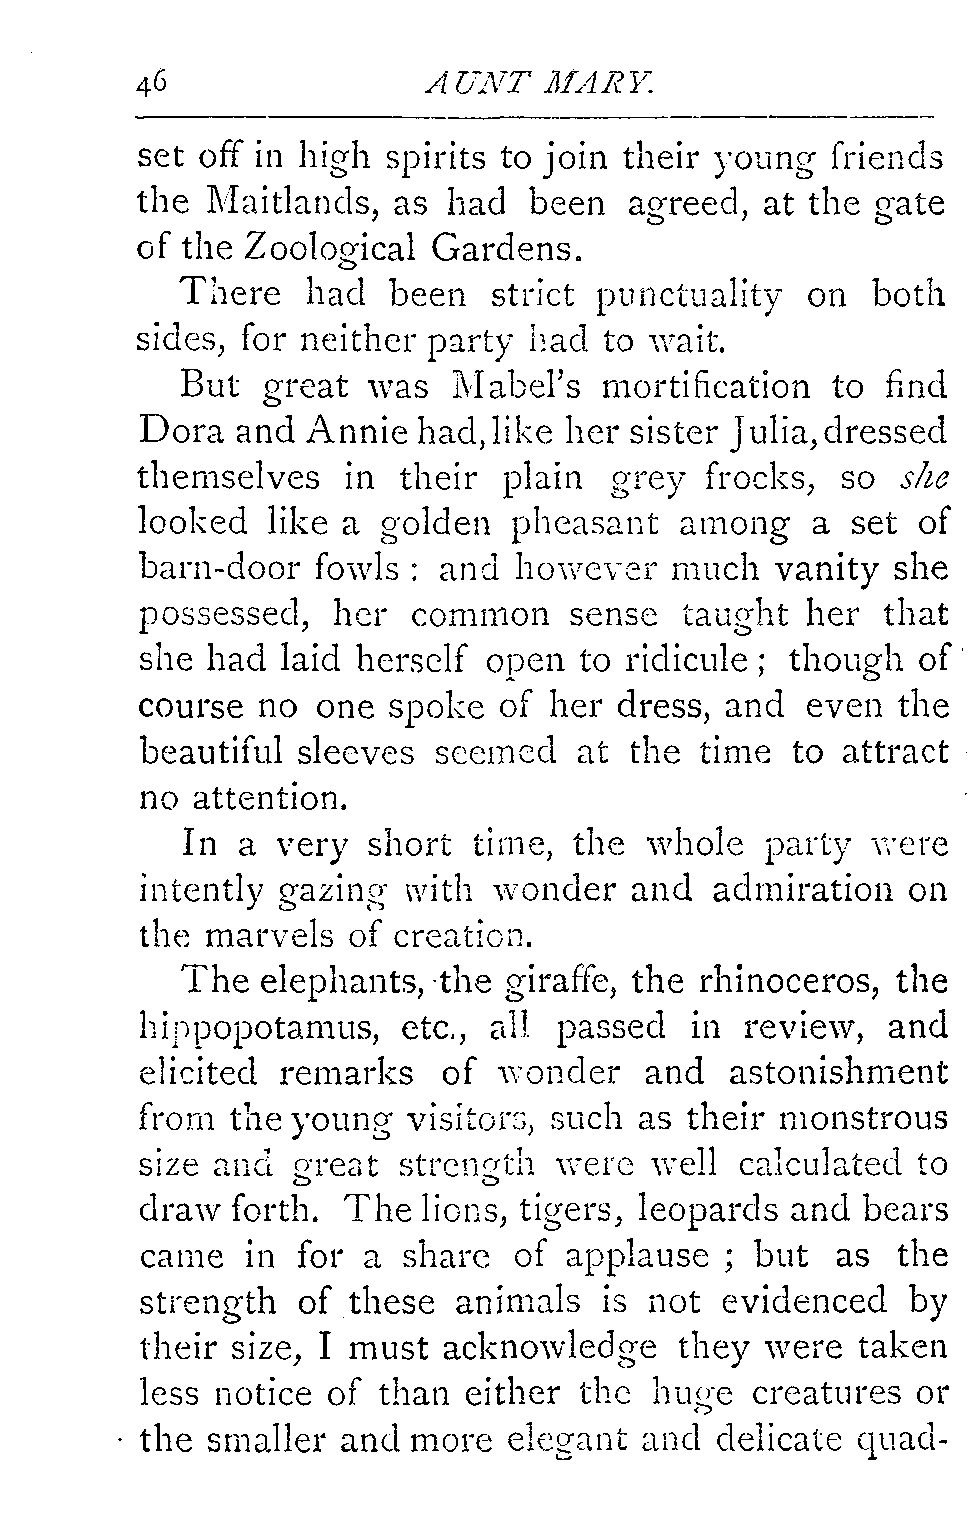 46 AUNT MARY.
set off in high spirits to join their young friends
the Maitlands, as had been agreed, at the gate
of the Zoological Gardens.
There had been strict punctuality on both
sides, for neither party had to wait.
But great was Mabel's mortification to find
Dora and Annie had, like her sister Julia, dressed
themselves in their plain grey frocks, so she
looked like a golden pheasant among a set of
barn-door fowls : and however much vanity she
possessed, her common sense taught her that
she had laid herself open to ridicule ; though of
course no one spoke of her dress, and even the
beautiful sleeves seemed at the time to attract
no attention.
In a very short time, the whole party were
intently gazing with wonder and admiration on
the marvels of creation.
The elephants, the giraffe, the rhinoceros, the
hippopotamus, etc., all passed in review, and
elicited remarks of wonder and astonishment
from the young visitors, such as their monstrous
size and great strength were well calculated to
draw forth. The lions, tigers, leopards and bears
came in for a share of applause ; but as the
strength of these animals is not evidenced by
their size, I must acknowledge they were taken
less notice of than either the huge creatures or
the smaller and more elegant and delicate quad-